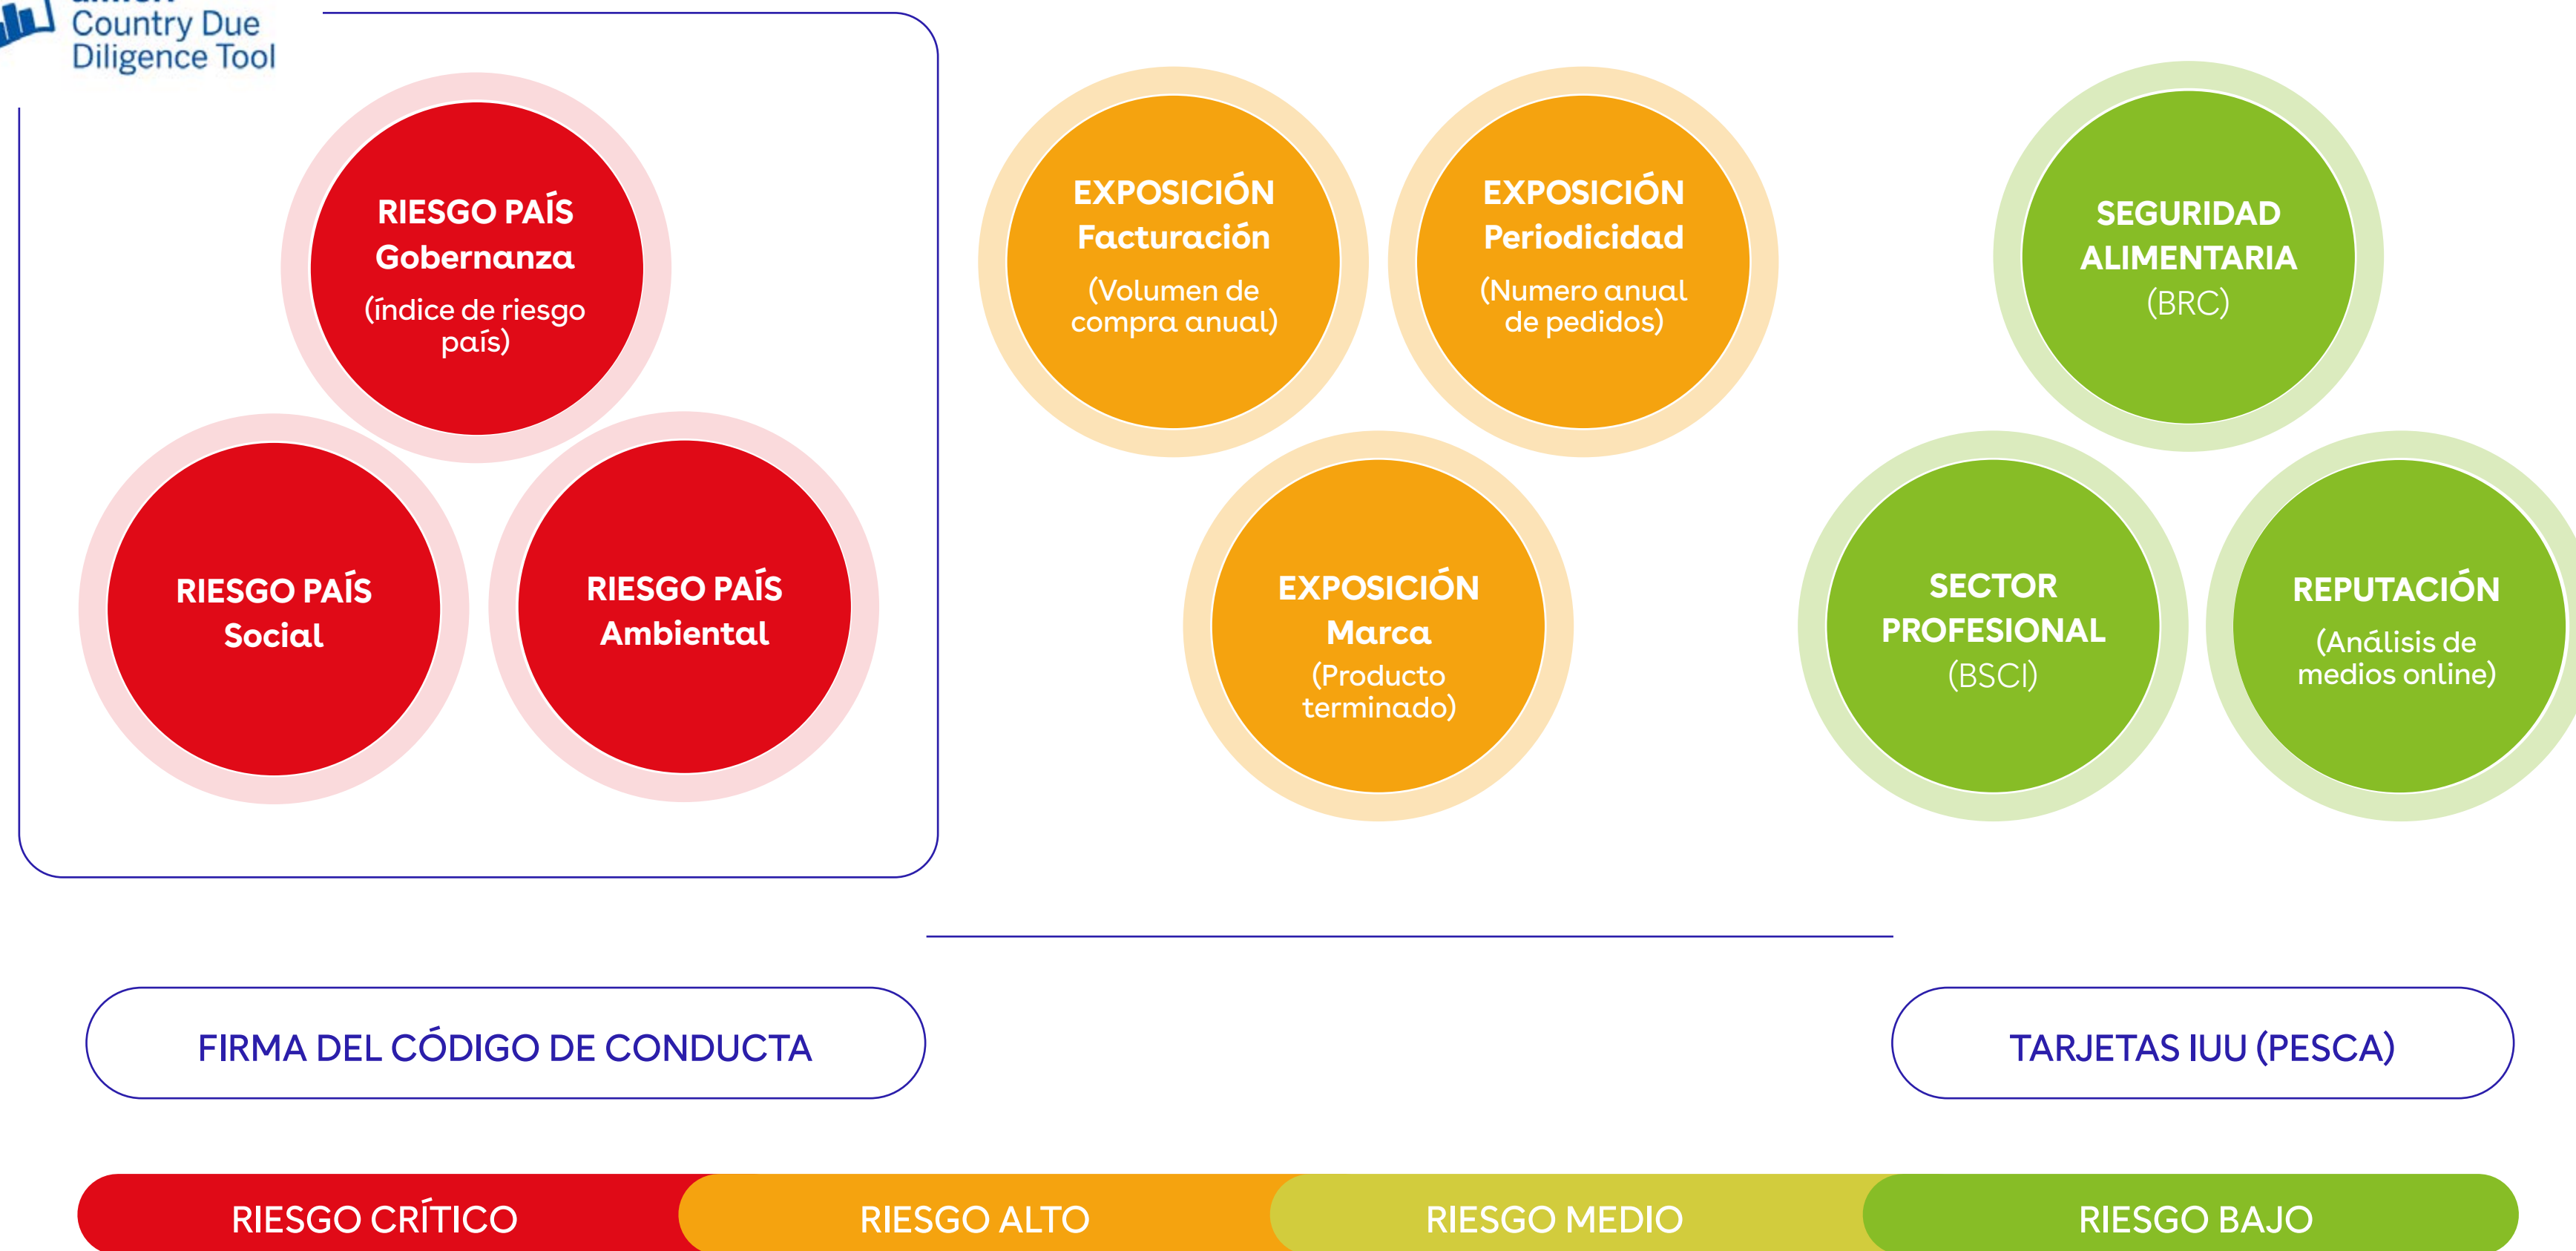 Country Due
Diligence Tool
RIESGO PAÍS
Gobernanza
(índice de riesgo
país)
RIESGO PAÍS
Social
RIESGO PAÍS
Ambiental
EXPOSICIÓN
Facturación
(Volumen de
compra anual)
EXPOSICIÓN
Periodicidad
(Numero anual
de pedidos)
EXPOSICIÓN
Marca
(Producto
terminado)
SEGURIDAD
ALIMENTARIA
(BRC)
SECTOR
PROFESIONAL
(BSCI)
REPUTACIÓN
(Análisis de
medios online)
FIRMA DEL CÓDIGO DE CONDUCTA
TARJETAS IUU (PESCA)
RIESGO CRÍTICO
RIESGO ALTO
RIESGO MEDIO
RIESGO BAJO